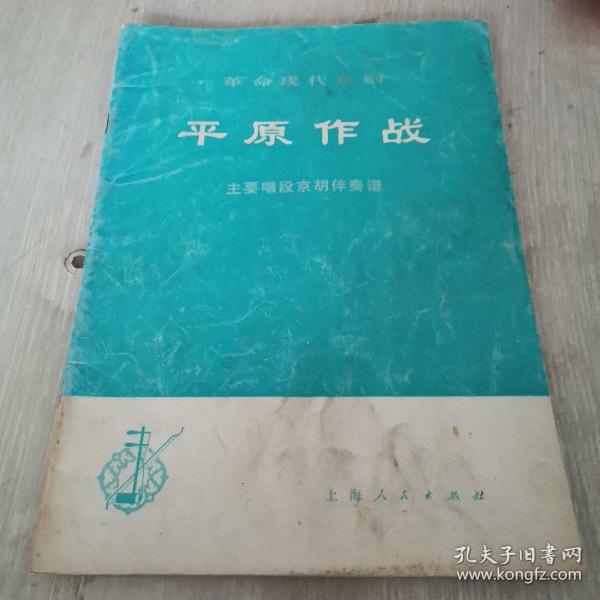 革命现代京剧
平原作战
主要唱段京胡伴奏谱
上海人民出版社
孔夫子旧书网
www.kongfz.com